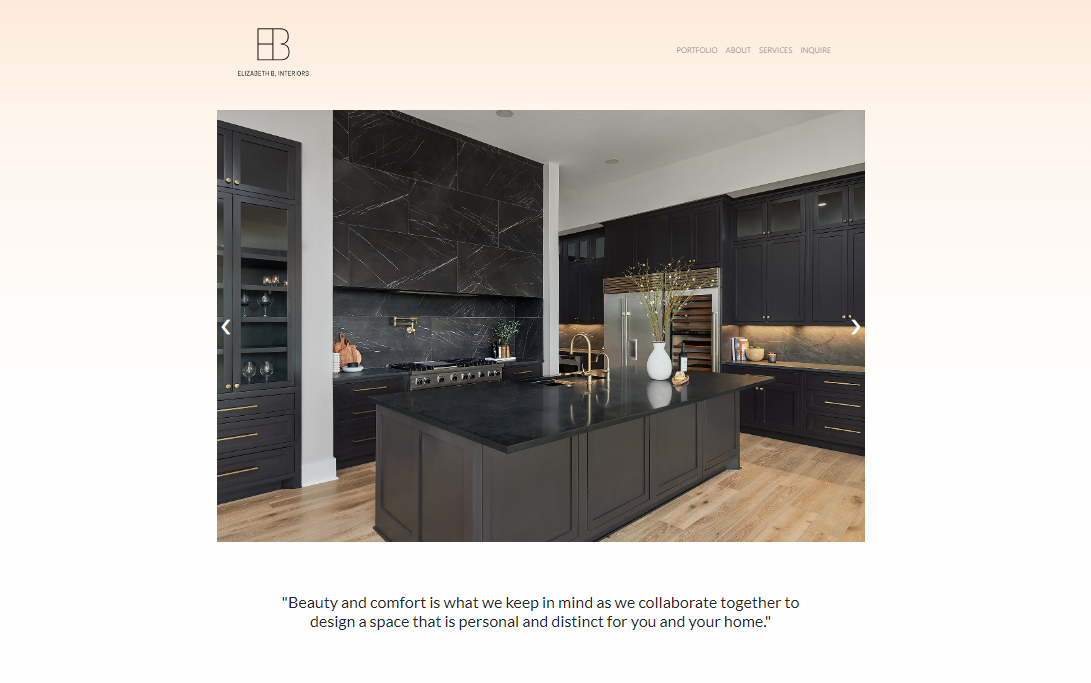 EB
ELIZABETH B. INTERIORS
PORTFOLIO ABOUT SERVICES INQUIRE
"Beauty and comfort is what we keep in mind as we collaborate together to
design a space that is personal and distinct for you and your home."